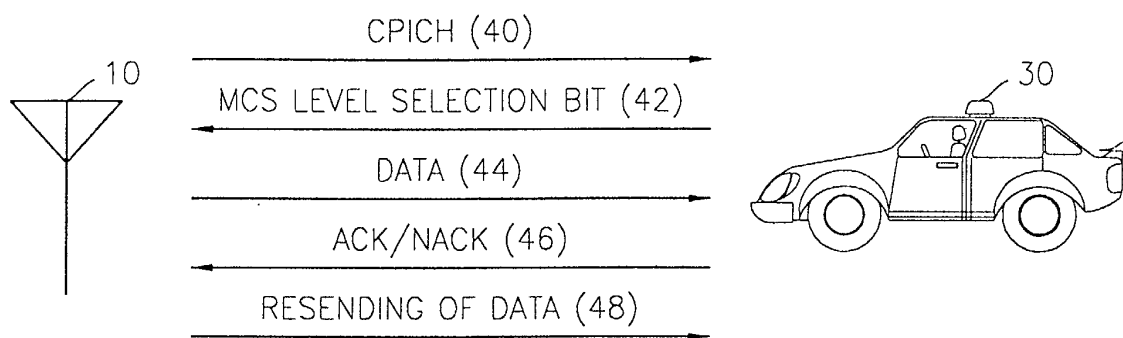 CPICH (40)
10
30
MCS LEVEL SELECTION BIT (42)
DATA (44)
ACK/NACK (46)
RESENDING OF DATA (48)